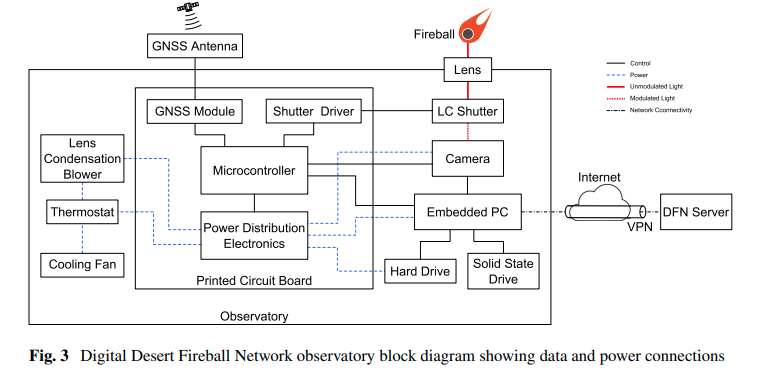 GNSS Antenna
Fireball
Lens
Control
Power
Unmodulated Light
Modulated Light
Network Cconnectivity
GNSS Module
Shutter Driver
LC Shutter
Lens
Condensation
Blower
Microcontroller
Camera
Thermostat
Power Distribution
Electronics
Embedded PC
Internet
VPN
DFN Server
Cooling Fan
Hard Drive
Solid State
Drive
Printed Circuit Board
Observatory
Fig. 3 Digital Desert Fireball Network observatory block diagram showing data and power connections